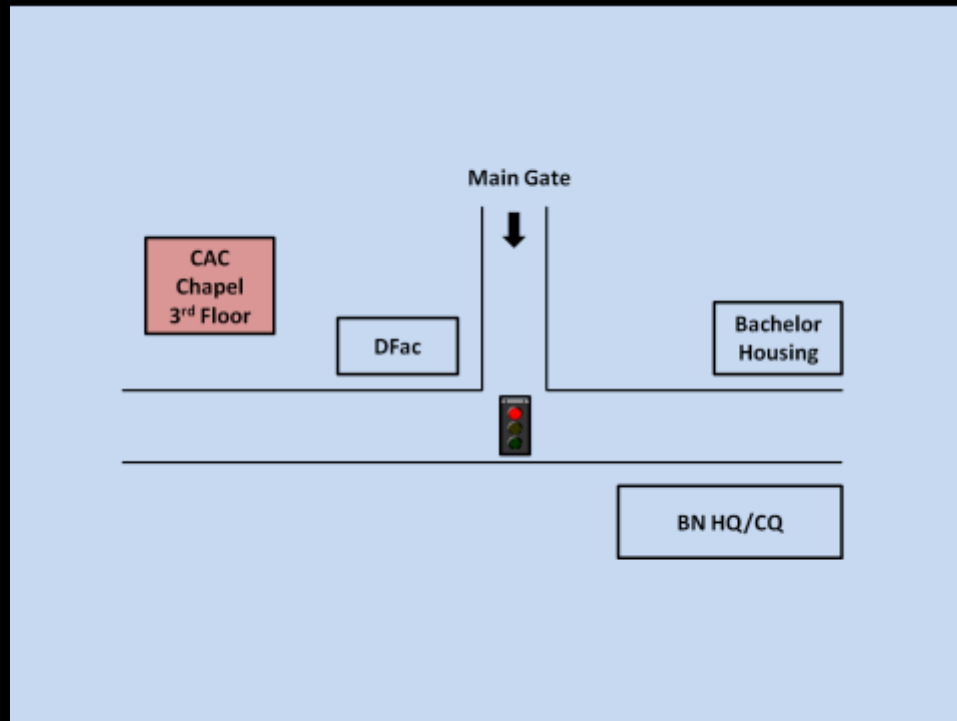 Main Gate
CAC
Chapel
3rd Floor
DFac
Bachelor
Housing
BN HQ/CQ